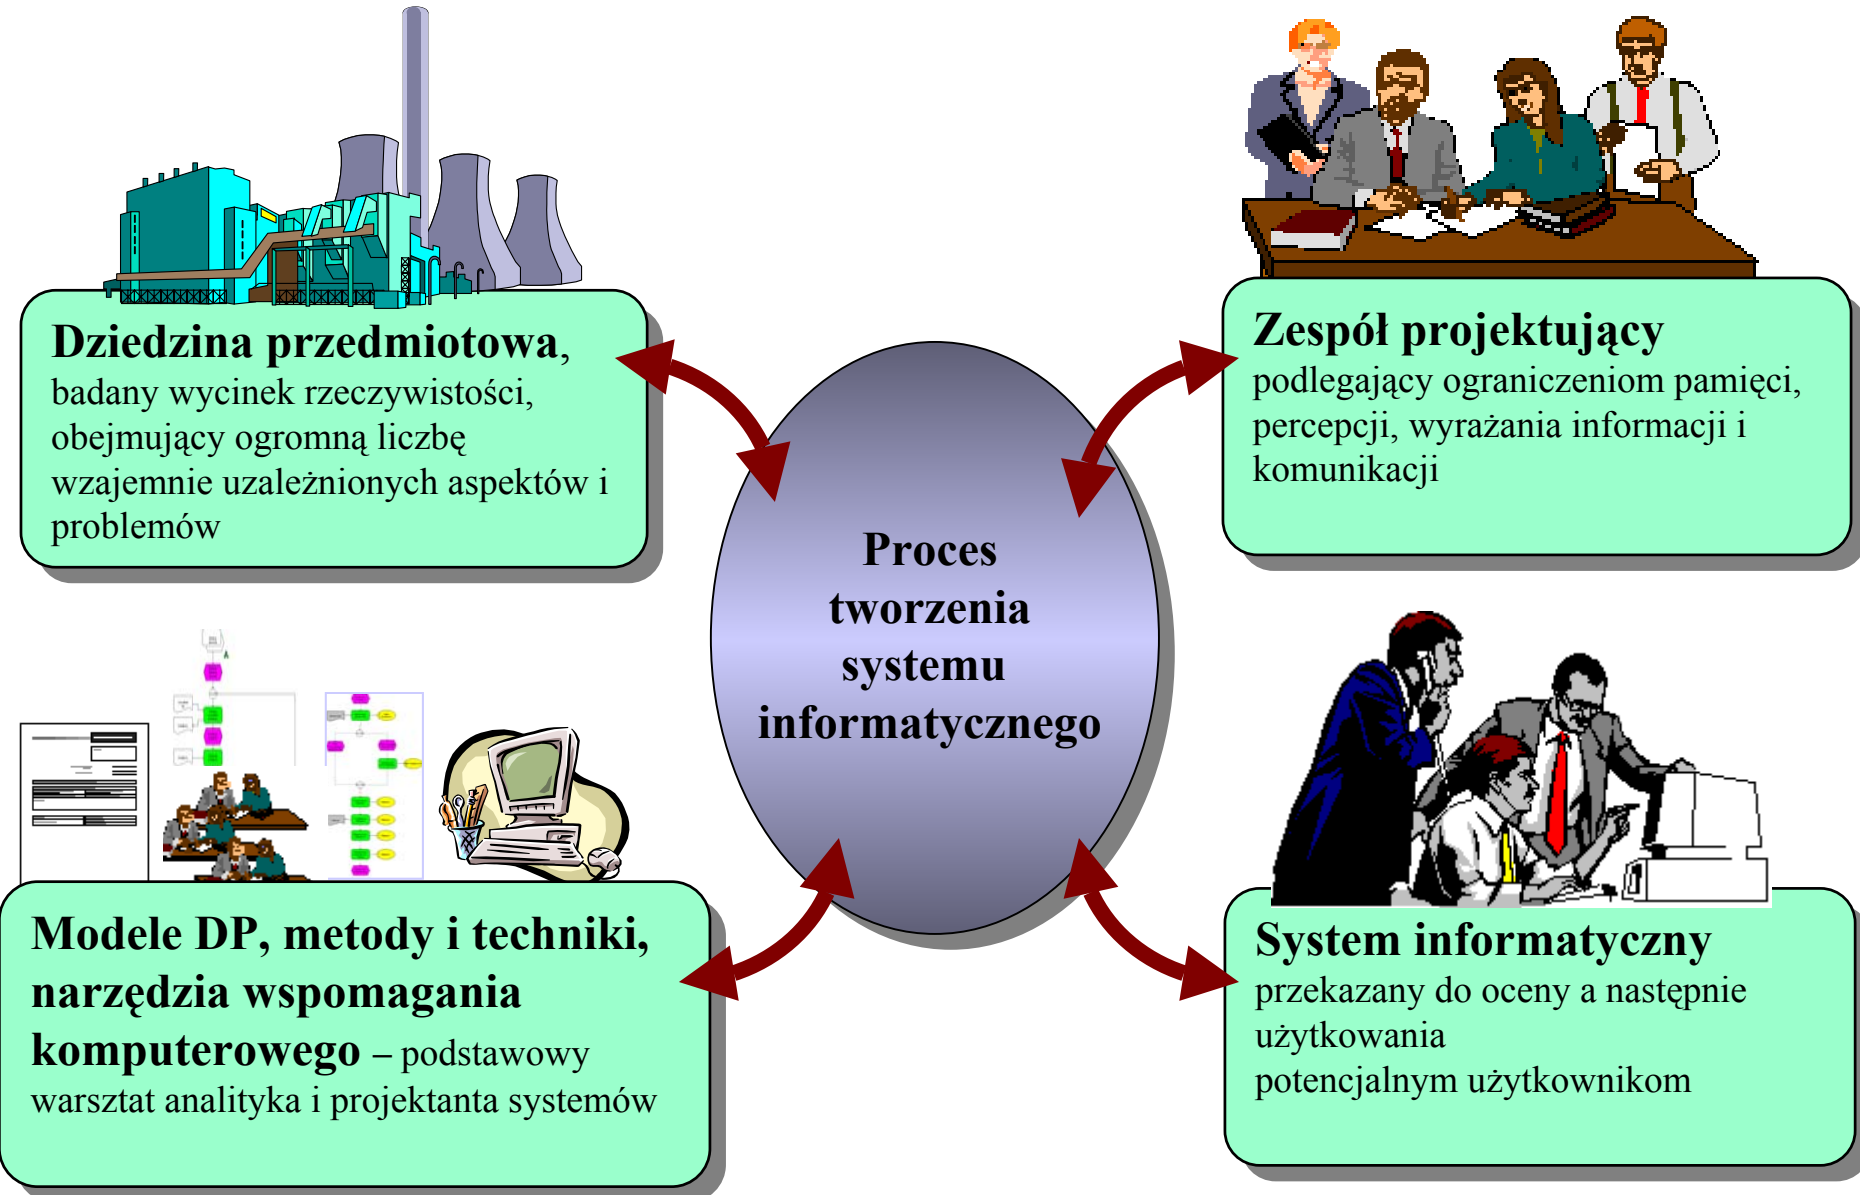 Dziedzina przedmiotowa,
badany wycinek rzeczywistości,
obejmujący ogromną liczbę
wzajemnie uzależnionych aspektów i
problemów
Zespół projektujący
podlegający ograniczeniom pamięci,
percepcji, wyrażania informacji i
komunikacji
Proces
tworzenia
systemu
informatycznego
Modele DP, metody i techniki,
narzędzia wspomagania
komputerowego – podstawowy
warsztat analityka i projektanta systemów
System informatyczny
przekazany do oceny a następnie
użytkowania
potencjalnym użytkownikom